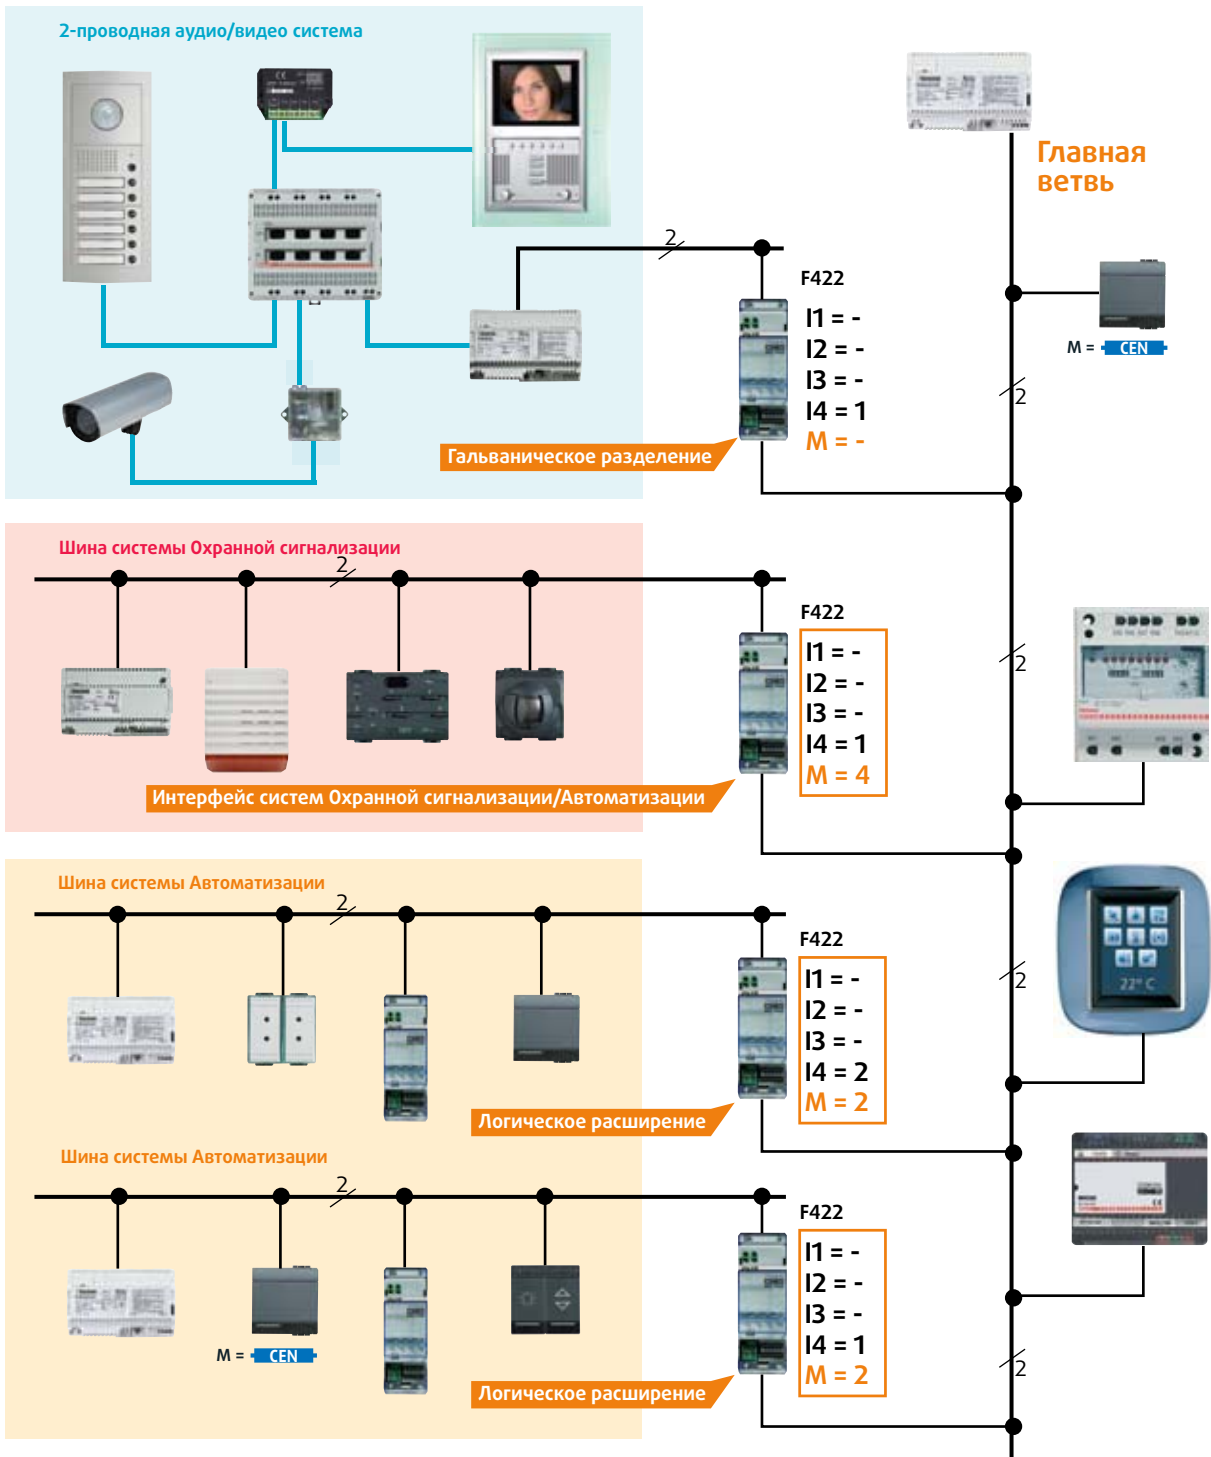 2-проводная аудио/видео система
Главная
ветвь
2
F422
I1 = -
I2 = -
I3 = -
I4 = 1
M = -
M = CEN
2
Гальваническое разделение
Шина системы Охранной сигнализации
2
F422
I1 = -
I2 = -
I3 = -
I4 = 1
M = 4
2
Интерфейс систем Охранной сигнализации/Автоматизации
Шина системы Автоматизации
2
F422
I1 = -
I2 = -
I3 = -
I4 = 2
M = 2
2
22° C
Логическое расширение
Шина системы Автоматизации
2
F422
I1 = -
I2 = -
I3 = -
I4 = 1
M = 2
M = CEN
2
Логическое расширение